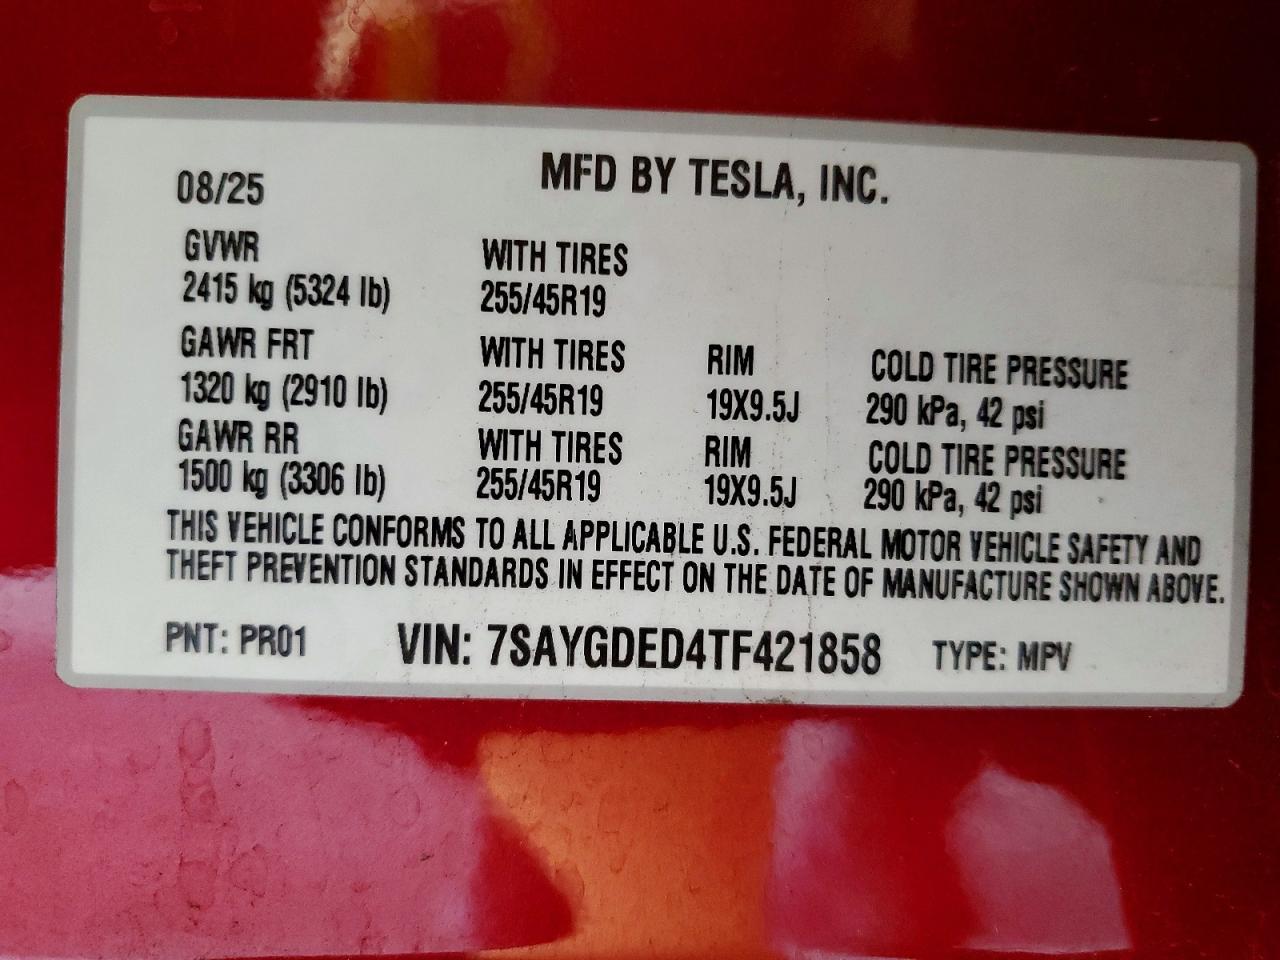 08/25 MFD BY TESLA, INC.
GVWR WITH TIRES
2415 kg (5324 lb) 255/45R19
GAWR FRT WITH TIRES RIM COLD TIRE PRESSURE
1320 kg (2910 lb) 255/45R19 19X9.5J 290 kPa, 42 psi
GAWR RR WITH TIRES RIM COLD TIRE PRESSURE
1500 kg (3306 lb) 255/45R19 19X9.5J 290 kPa, 42 psi
THIS VEHICLE CONFORMS TO ALL APPLICABLE U.S. FEDERAL MOTOR VEHICLE SAFETY AND
THEFT PREVENTION STANDARDS IN EFFECT ON THE DATE OF MANUFACTURE SHOWN ABOVE.
PNT: PR01 VIN: 7SAYGDED4TF421858 TYPE: MPV